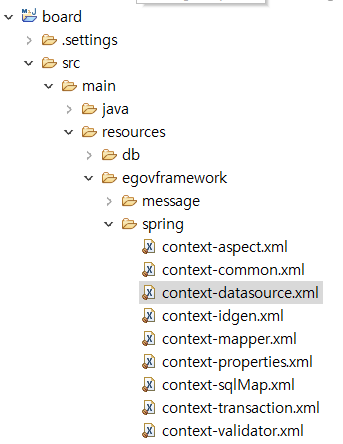 board
.settings
src
main
java
resources
db
egovframework
message
spring
context-aspect.xml
context-common.xml
context-datasource.xml
context-idgen.xml
context-mapper.xml
context-properties.xml
context-sqlMap.xml
context-transaction.xml
context-validator.xml